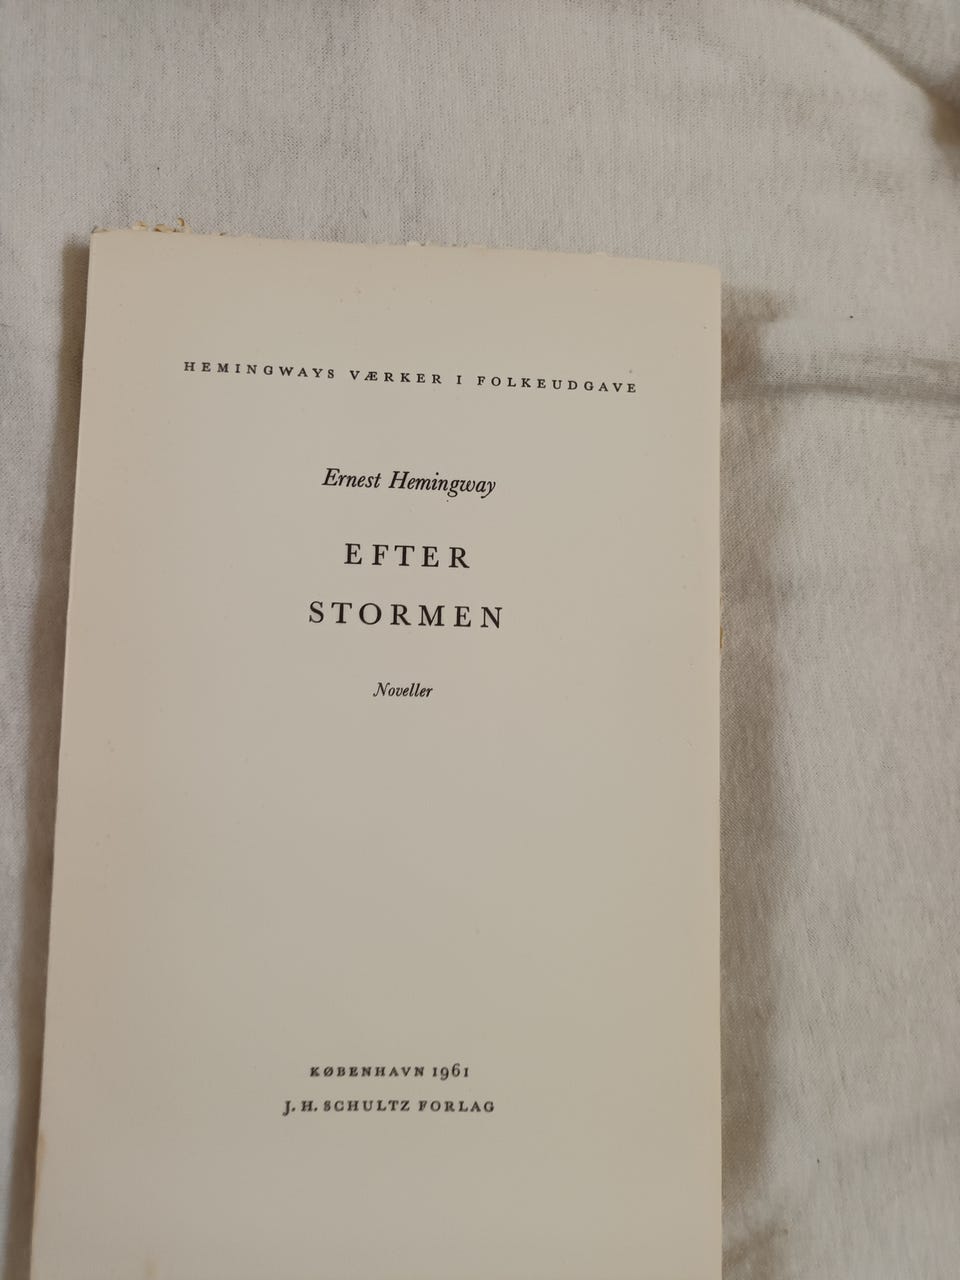 HEMINGWAYS VÆRKER I FOLKEUDGAVE
Ernest Hemingway
EFTER
STORMEN
Noveller
KØBENHAVN 1961
J. H. SCHULTZ FORLAG